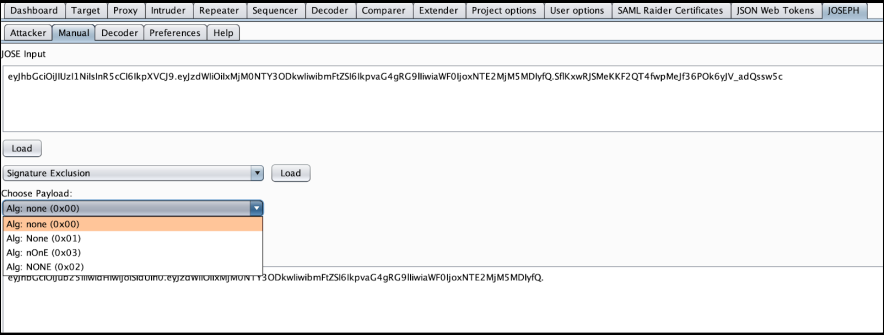 Dashboard Target Proxy Intruder Repeater Sequencer Decoder Comparer Extender Project options User options SAML Raider Certificates JSON Web Tokens JOSEPH
Attacker Manual Decoder Preferences Help
JOSE Input
eyJhbGciOiJIUzI1NiIsInR5cCI6IkpXVCJ9.eyJzdWIiOiIxMjM0NTY3ODkwIiwibmFtZSI6IkpvaG4gRG9lIiwiaWF0IjoxNTE2MjM5MDIyfQ.SflKxwRJSMeKKF2QT4fwpMeJf36POk6yJV_adQssw5c
Load
Signature Exclusion Load
Choose Payload:
Alg: none (0x00)
Alg: none (0x00)
Alg: None (0x01)
Alg: nOnE (0x03)
Alg: NONE (0x02)